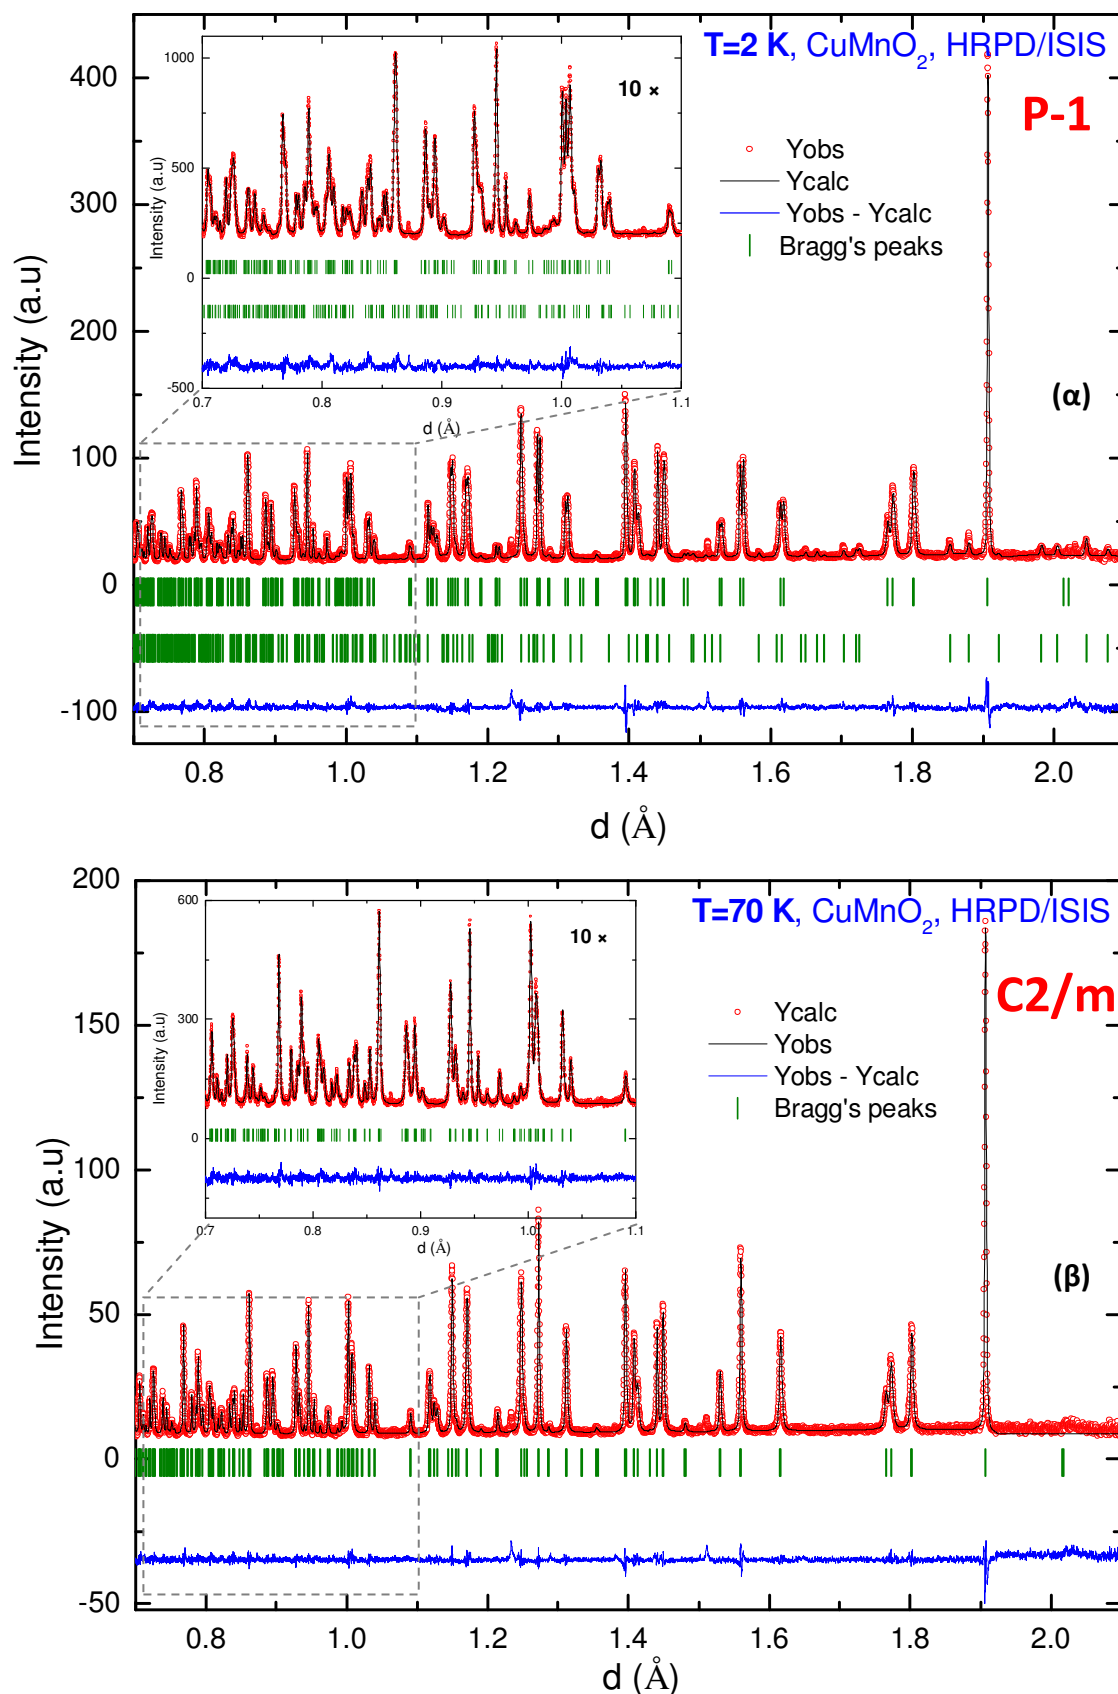 T=2 K, CuMnO₂, HRPD/ISIS
P-1
10 ×
Yobs
Ycalc
Yobs - Ycalc
Bragg's peaks
(α)
Intensity (a.u)
400
300
200
100
0
-100
0.8
1.0
1.2
1.4
1.6
1.8
2.0
d (Å)
Intensity (a.u)
1000
500
0
-500
0.7
0.8
0.9
1.0
1.1
d (Å)
T=70 K, CuMnO₂, HRPD/ISIS
C2/m
10 ×
Ycalc
Yobs
Yobs - Ycalc
Bragg's peaks
(β)
Intensity (a.u)
200
150
100
50
0
-50
0.8
1.0
1.2
1.4
1.6
1.8
2.0
d (Å)
Intensity (a.u)
600
300
0
0.7
0.8
0.9
1.0
1.1
d (Å)